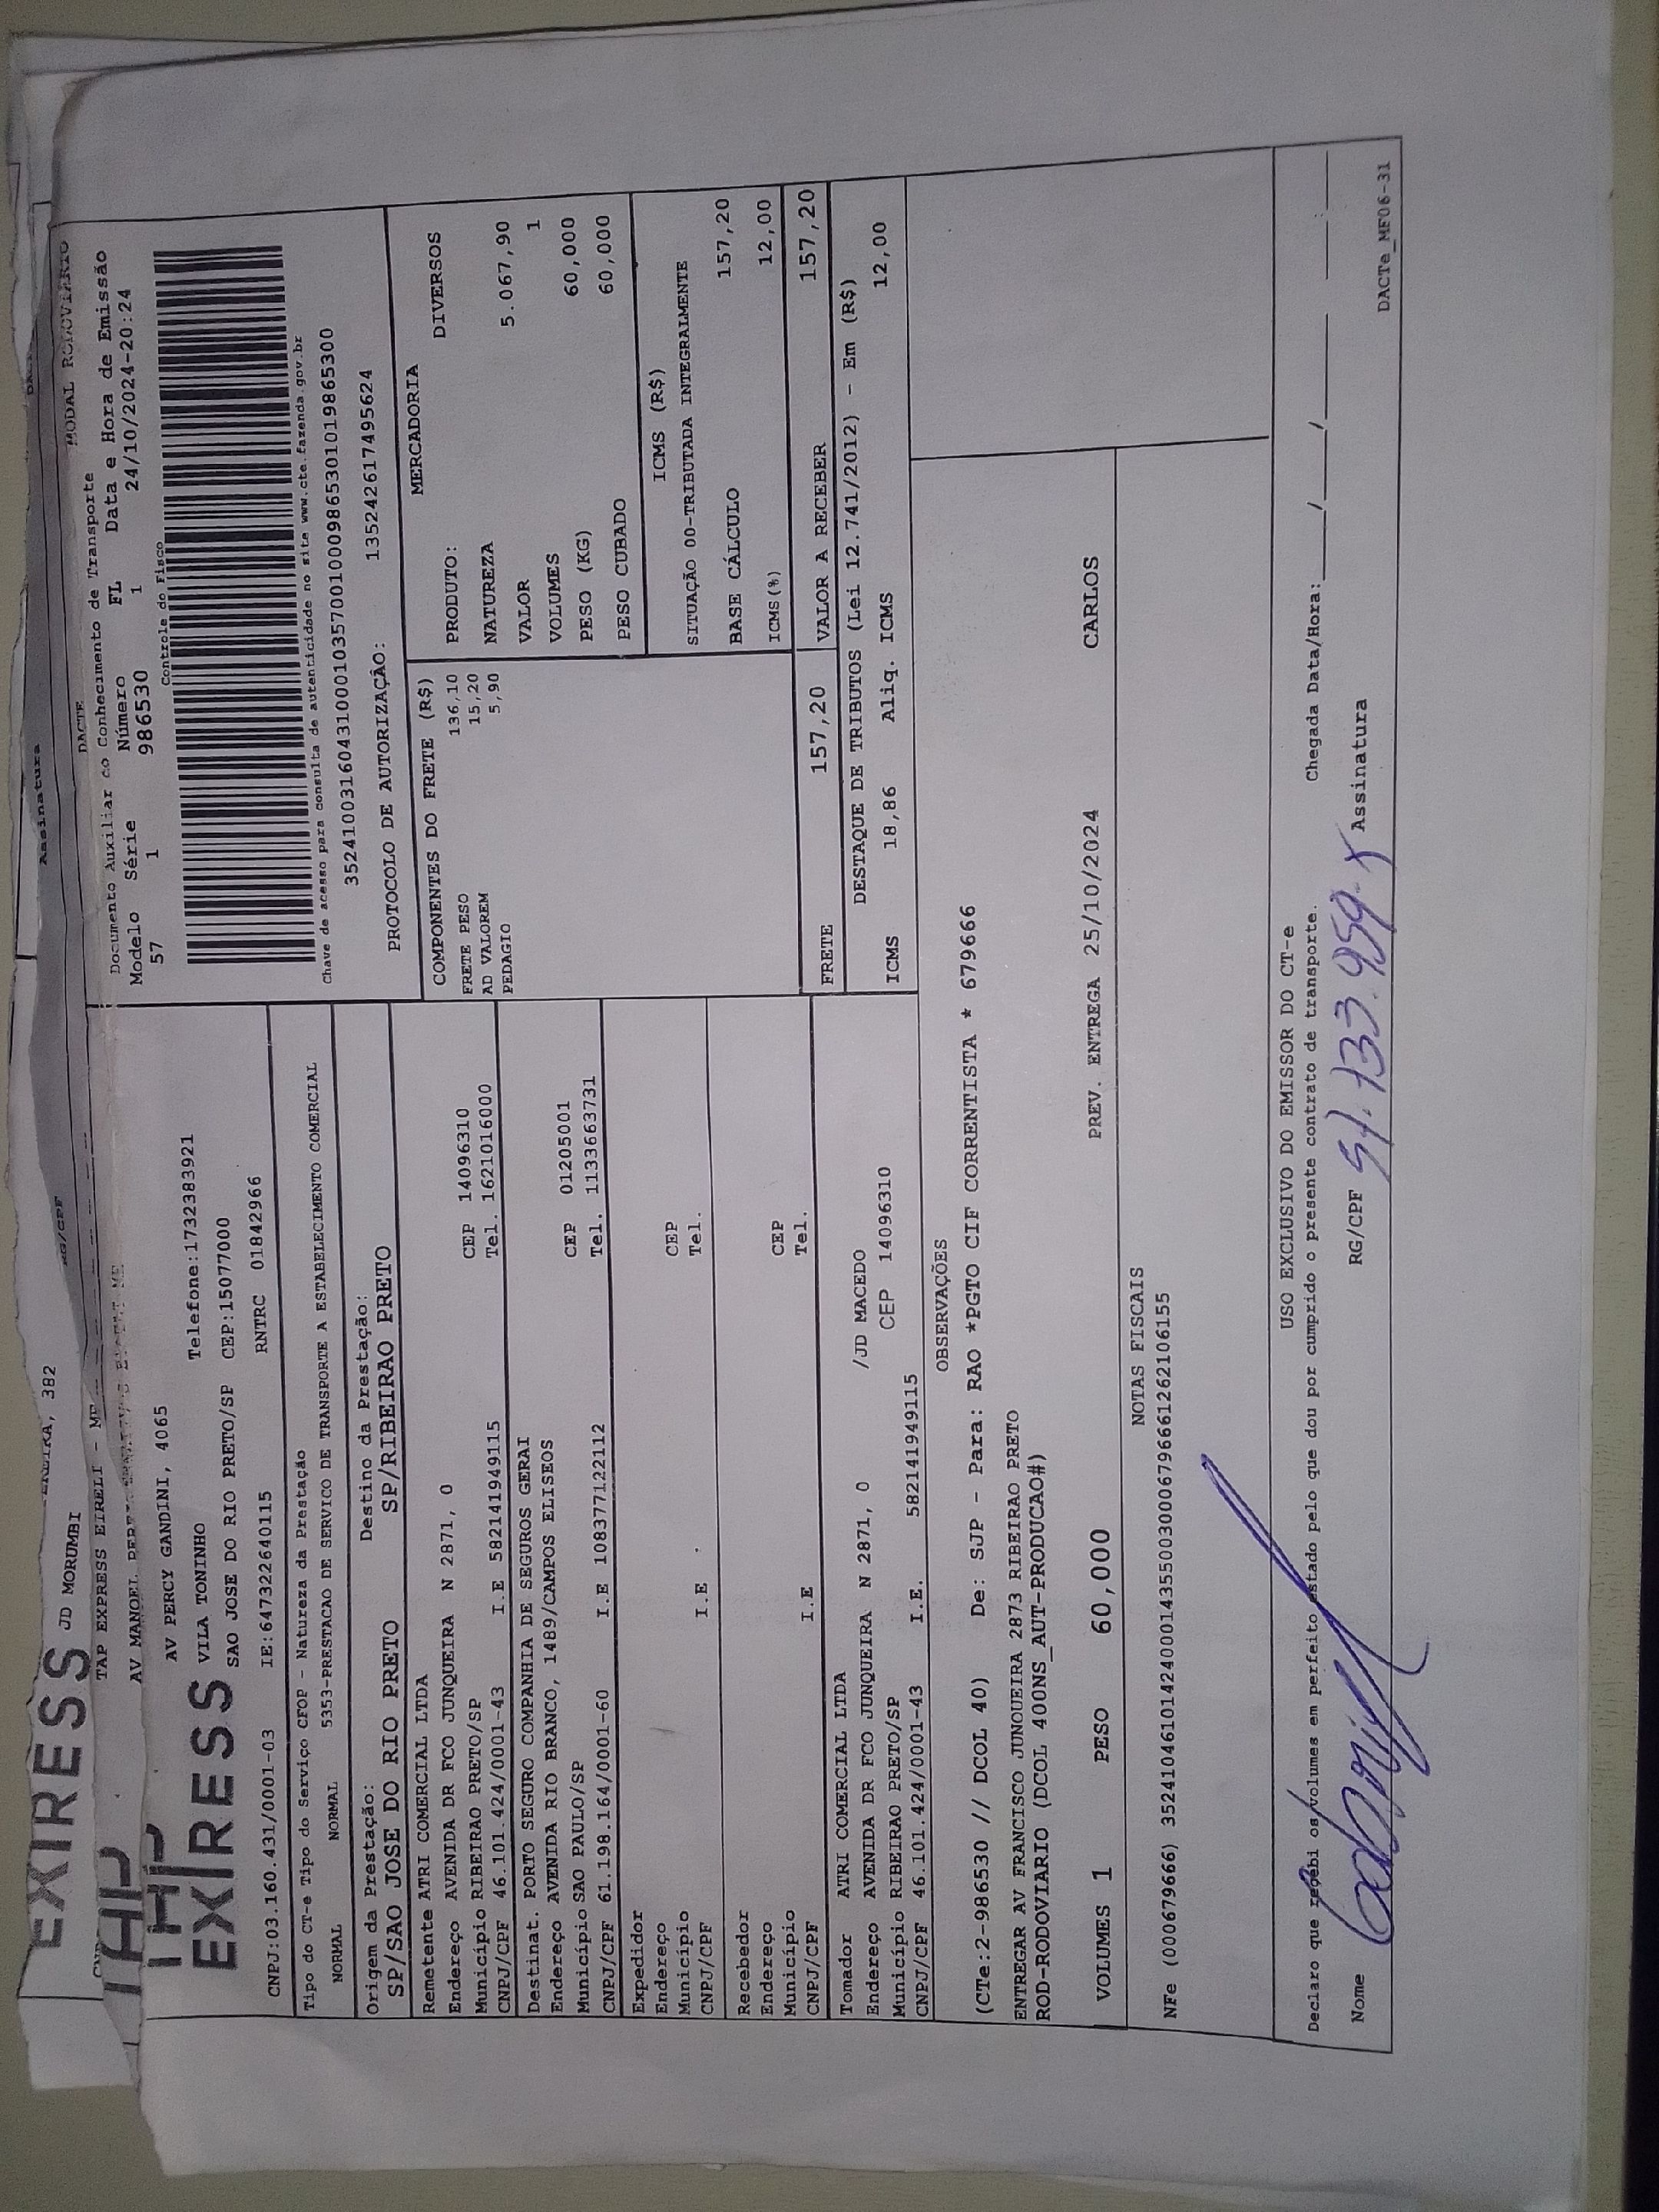 Assinatura
RG/CPF
EXPRESS JD MORUMBI
382
TAP EXPRESS EIRELI - ME
AV MANOEL
TAP
EXPRESS
AV PERCY GANDINI, 4065
VILA TONINHO Telefone:1732383921
SAO JOSE DO RIO PRETO/SP CEP:15077000
CNPJ:03.160.431/0001-03 IE:647322640115 RNTRC 01842966
DACTE MODAL RODOVIARIO
Documento Auxiliar do Conhecimento de Transporte
Modelo Série Número FL Data e Hora de Emissão
57 1 986530 1 24/10/2024-20:24
Controle do Fisco
Chave de acesso para consulta de autenticidade no site www.cte.fazenda.gov.br
35241003160431000103570010009865301019865300
PROTOCOLO DE AUTORIZAÇÃO: 135242617495624
Tipo do CT-e Tipo do Serviço CFOP - Natureza da Prestação
NORMAL NORMAL 5353-PRESTACAO DE SERVICO DE TRANSPORTE A ESTABELECIMENTO COMERCIAL
Origem da Prestação: Destino da Prestação:
SP/SAO JOSE DO RIO PRETO SP/RIBEIRAO PRETO
Remetente ATRI COMERCIAL LTDA
Endereço AVENIDA DR FCO JUNQUEIRA N 2871, 0
Município RIBEIRAO PRETO/SP CEP 14096310
CNPJ/CPF 46.101.424/0001-43 I.E 582141949115 Tel. 1621016000
Destinat. PORTO SEGURO COMPANHIA DE SEGUROS GERAI
Endereço AVENIDA RIO BRANCO, 1489/CAMPOS ELISEOS
Município SAO PAULO/SP CEP 01205001
CNPJ/CPF 61.198.164/0001-60 I.E 108377122112 Tel. 1133663731
Expedidor
Endereço
Município CEP
CNPJ/CPF I.E . Tel.
Recebedor
Endereço
Município CEP
CNPJ/CPF I.E Tel.
Tomador ATRI COMERCIAL LTDA
Endereço AVENIDA DR FCO JUNQUEIRA N 2871, 0 /JD MACEDO
Município RIBEIRAO PRETO/SP CEP 14096310
CNPJ/CPF 46.101.424/0001-43 I.E. 582141949115
COMPONENTES DO FRETE (R$)
FRETE PESO 136,10
AD VALOREM 15,20
PEDAGIO 5,90
MERCADORIA
PRODUTO: DIVERSOS
NATUREZA
VALOR 5.067,90
VOLUMES 1
PESO (KG) 60,000
PESO CUBADO 60,000
ICMS (R$)
SITUAÇÃO 00-TRIBUTADA INTEGRALMENTE
BASE CÁLCULO 157,20
ICMS(%) 12,00
FRETE 157,20 VALOR A RECEBER 157,20
DESTAQUE DE TRIBUTOS (Lei 12.741/2012) - Em (R$)
ICMS 18,86 Aliq. ICMS 12,00
OBSERVAÇÕES
(CTe:2-986530 // DCOL 40) De: SJP - Para: RAO *PGTO CIF CORRENTISTA * 679666
ENTREGAR AV FRANCISCO JUNQUEIRA 2873 RIBEIRAO PRETO
ROD-RODOVIARIO (DCOL 400NS_AUT-PRODUCAO#)
VOLUMES 1 PESO 60,000 PREV. ENTREGA 25/10/2024 CARLOS
NOTAS FISCAIS
NFe (000679666) 35241046101424000143550030006796661262106155
USO EXCLUSIVO DO EMISSOR DO CT-e
Declaro que recebi os volumes em perfeito estado pelo que dou por cumprido o presente contrato de transporte. Chegada Data/Hora: / / :
Nome RG/CPF 51.133.959-X Assinatura
DACTe_MF06-31